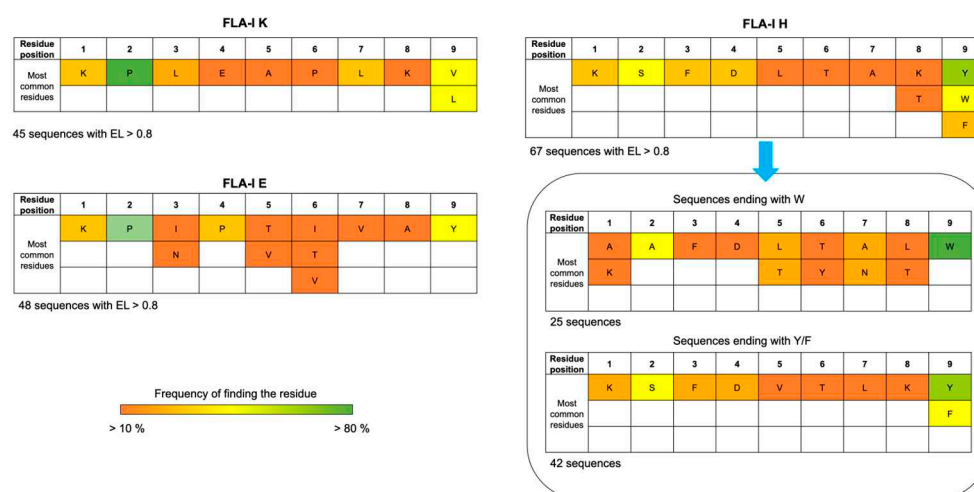 FLA-I K
Residue position 1 2 3 4 5 6 7 8 9
Most common residues K P L E A P L K V
L
45 sequences with EL > 0.8
FLA-I E
Residue position 1 2 3 4 5 6 7 8 9
Most common residues K P I P T I V A Y
N V T
V
48 sequences with EL > 0.8
Frequency of finding the residue
> 10 % > 80 %
FLA-I H
Residue position 1 2 3 4 5 6 7 8 9
Most common residues K S F D L T A K Y
T W
F
67 sequences with EL > 0.8
Sequences ending with W
Residue position 1 2 3 4 5 6 7 8 9
Most common residues A A F D L T A L W
K T Y N T
25 sequences
Sequences ending with Y/F
Residue position 1 2 3 4 5 6 7 8 9
Most common residues K S F D V T L K Y
F
42 sequences